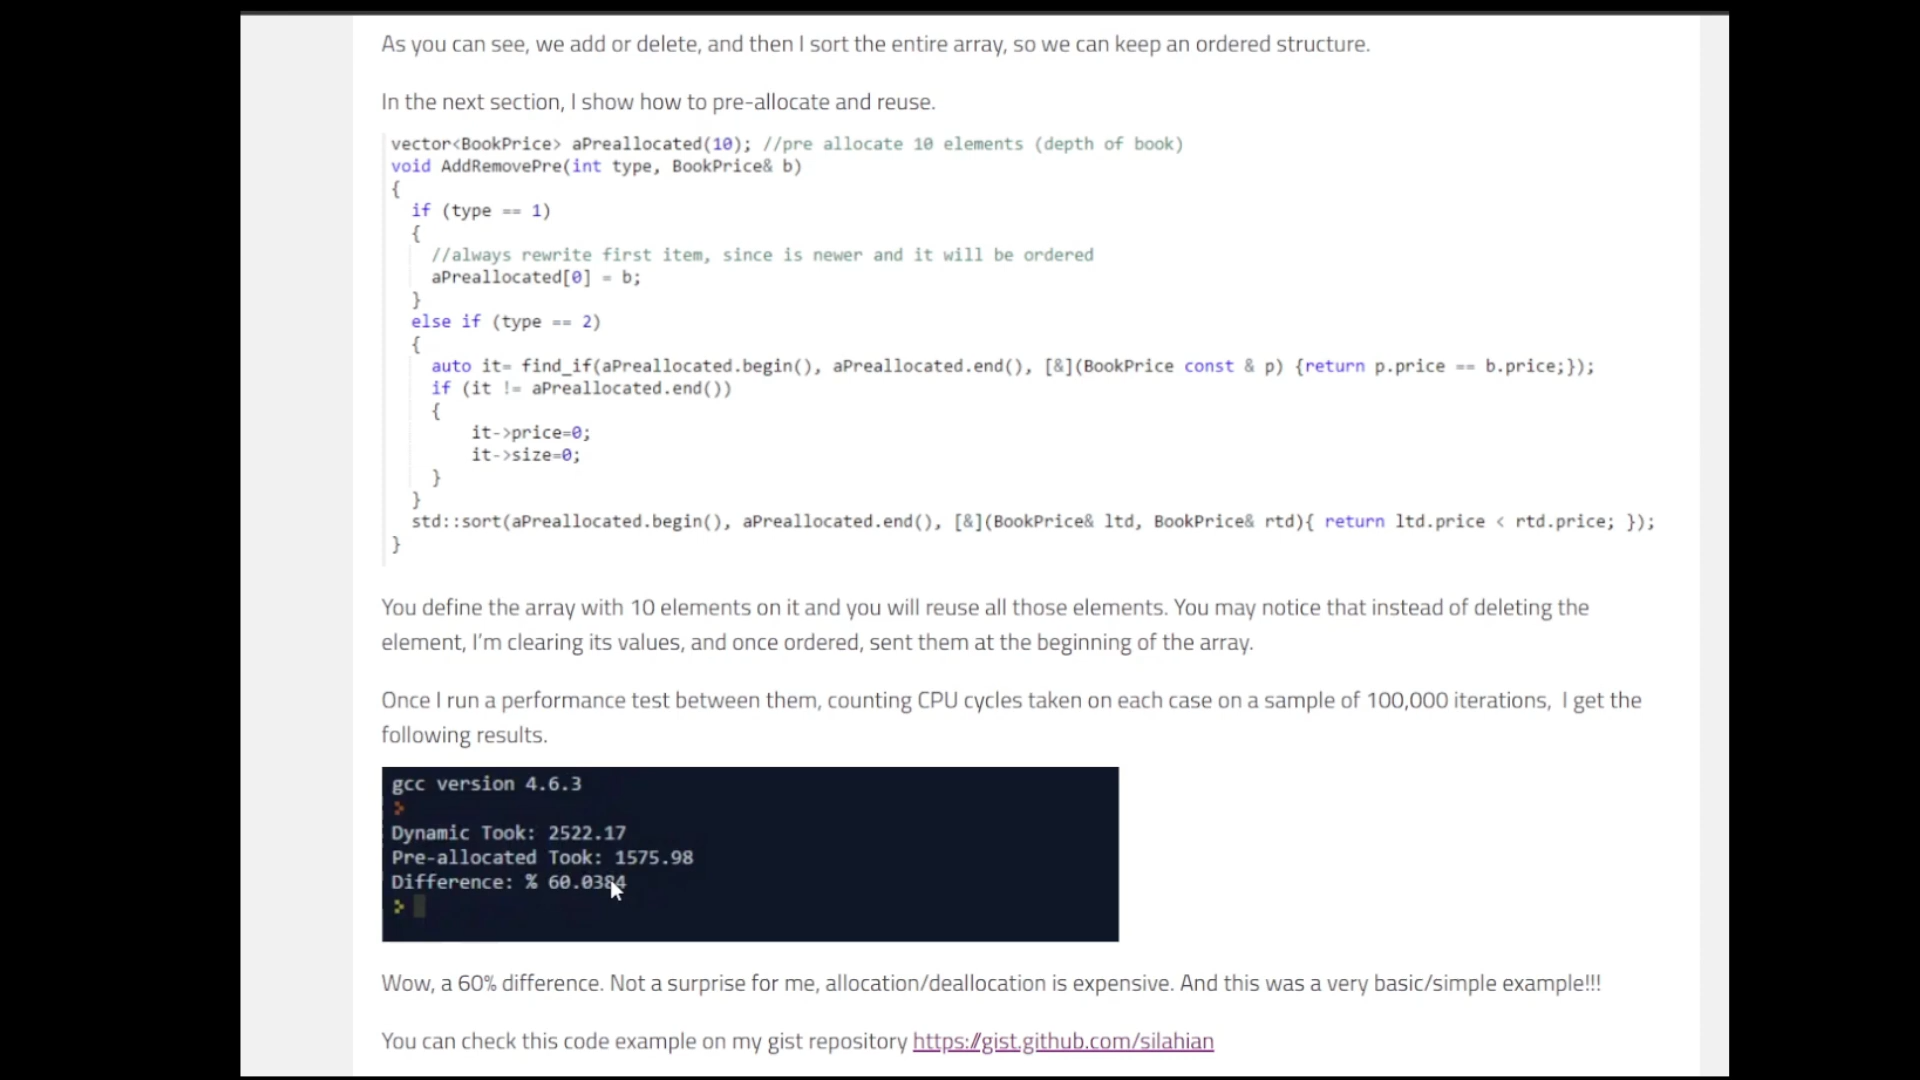 As you can see, we add or delete, and then I sort the entire array, so we can keep an ordered structure.
In the next section, I show how to pre-allocate and reuse.
vector<BookPrice> aPreallocated(10); //pre allocate 10 elements (depth of book)
void AddRemovePre(int type, BookPrice& b)
{
if (type == 1)
{
//always rewrite first item, since is newer and it will be ordered
aPreallocated[0] = b;
}
else if (type == 2)
{
auto it= find_if(aPreallocated.begin(), aPreallocated.end(), [&](BookPrice const & p) {return p.price == b.price;});
if (it != aPreallocated.end())
{
it->price=0;
it->size=0;
}
}
std::sort(aPreallocated.begin(), aPreallocated.end(), [&](BookPrice& ltd, BookPrice& rtd){ return ltd.price < rtd.price; });
}
You define the array with 10 elements on it and you will reuse all those elements. You may notice that instead of deleting the
element, I'm clearing its values, and once ordered, sent them at the beginning of the array.
Once I run a performance test between them, counting CPU cycles taken on each case on a sample of 100,000 iterations,  I get the
following results.
gcc version 4.6.3
>
Dynamic Took: 2522.17
Pre-allocated Took: 1575.98
Difference: % 60.0384
>
Wow, a 60% difference. Not a surprise for me, allocation/deallocation is expensive. And this was a very basic/simple example!!!
You can check this code example on my gist repository https://gist.github.com/silahian